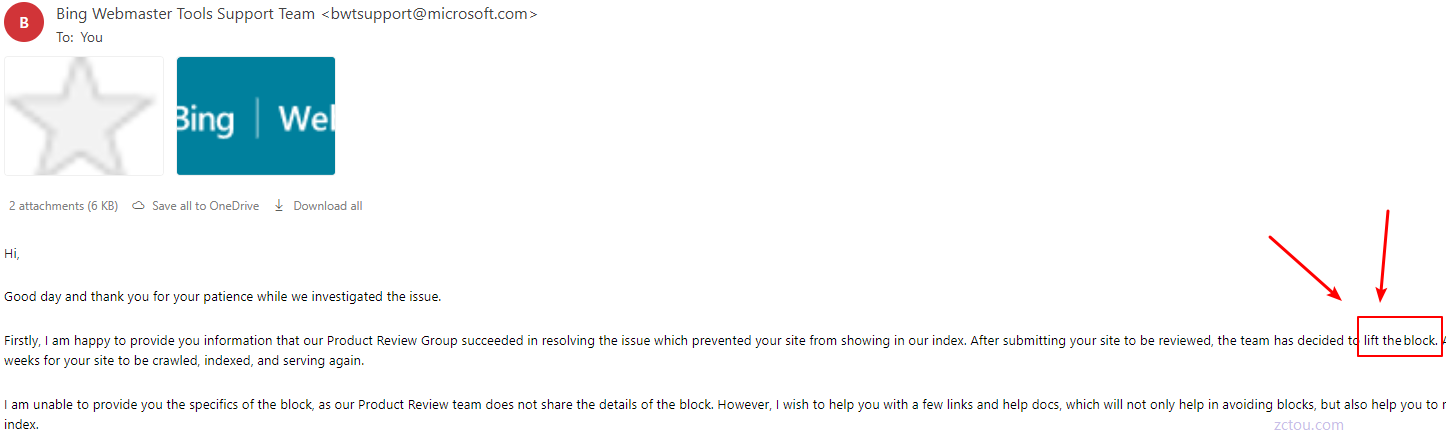 B
Bing Webmaster Tools Support Team <bwtsupport@microsoft.com>
To: You
Bing | Wel
2 attachments (6 KB) Save all to OneDrive Download all
Hi,
Good day and thank you for your patience while we investigated the issue.
Firstly, I am happy to provide you information that our Product Review Group succeeded in resolving the issue which prevented your site from showing in our index. After submitting your site to be reviewed, the team has decided to lift the block.
weeks for your site to be crawled, indexed, and serving again.
I am unable to provide you the specifics of the block, as our Product Review team does not share the details of the block. However, I wish to help you with a few links and help docs, which will not only help in avoiding blocks, but also help you to
index.
zctou.com